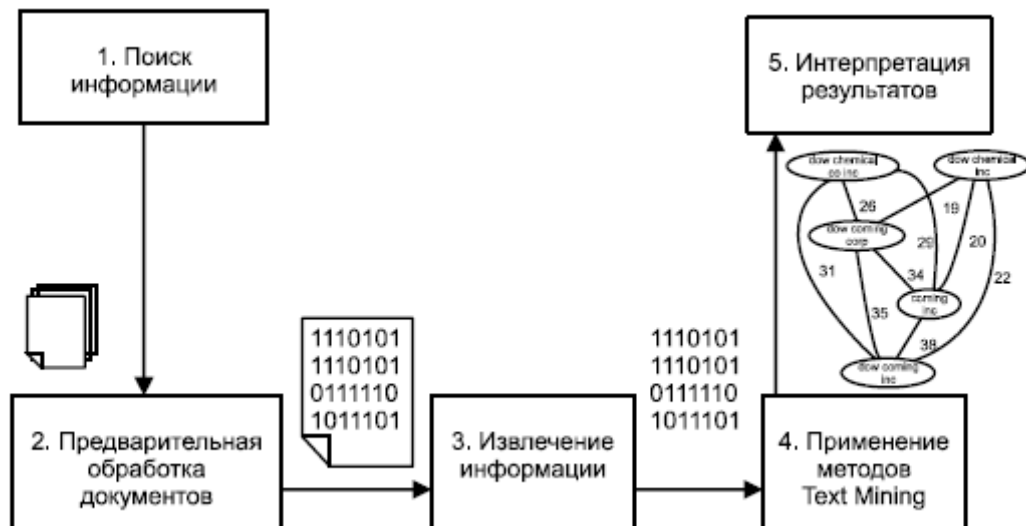 1. Поиск
информации
5. Интерпретация
результатов
dow chemical
co inc
dow chemical
inc
26
19
dow corning
corp
29
20
31
34
22
corning
inc
35
38
dow corning
inc
1110101
1110101
0111110
1011101
1110101
1110101
0111110
1011101
2. Предварительная
обработка
документов
3. Извлечение
информации
4. Применение
методов
Text Mining